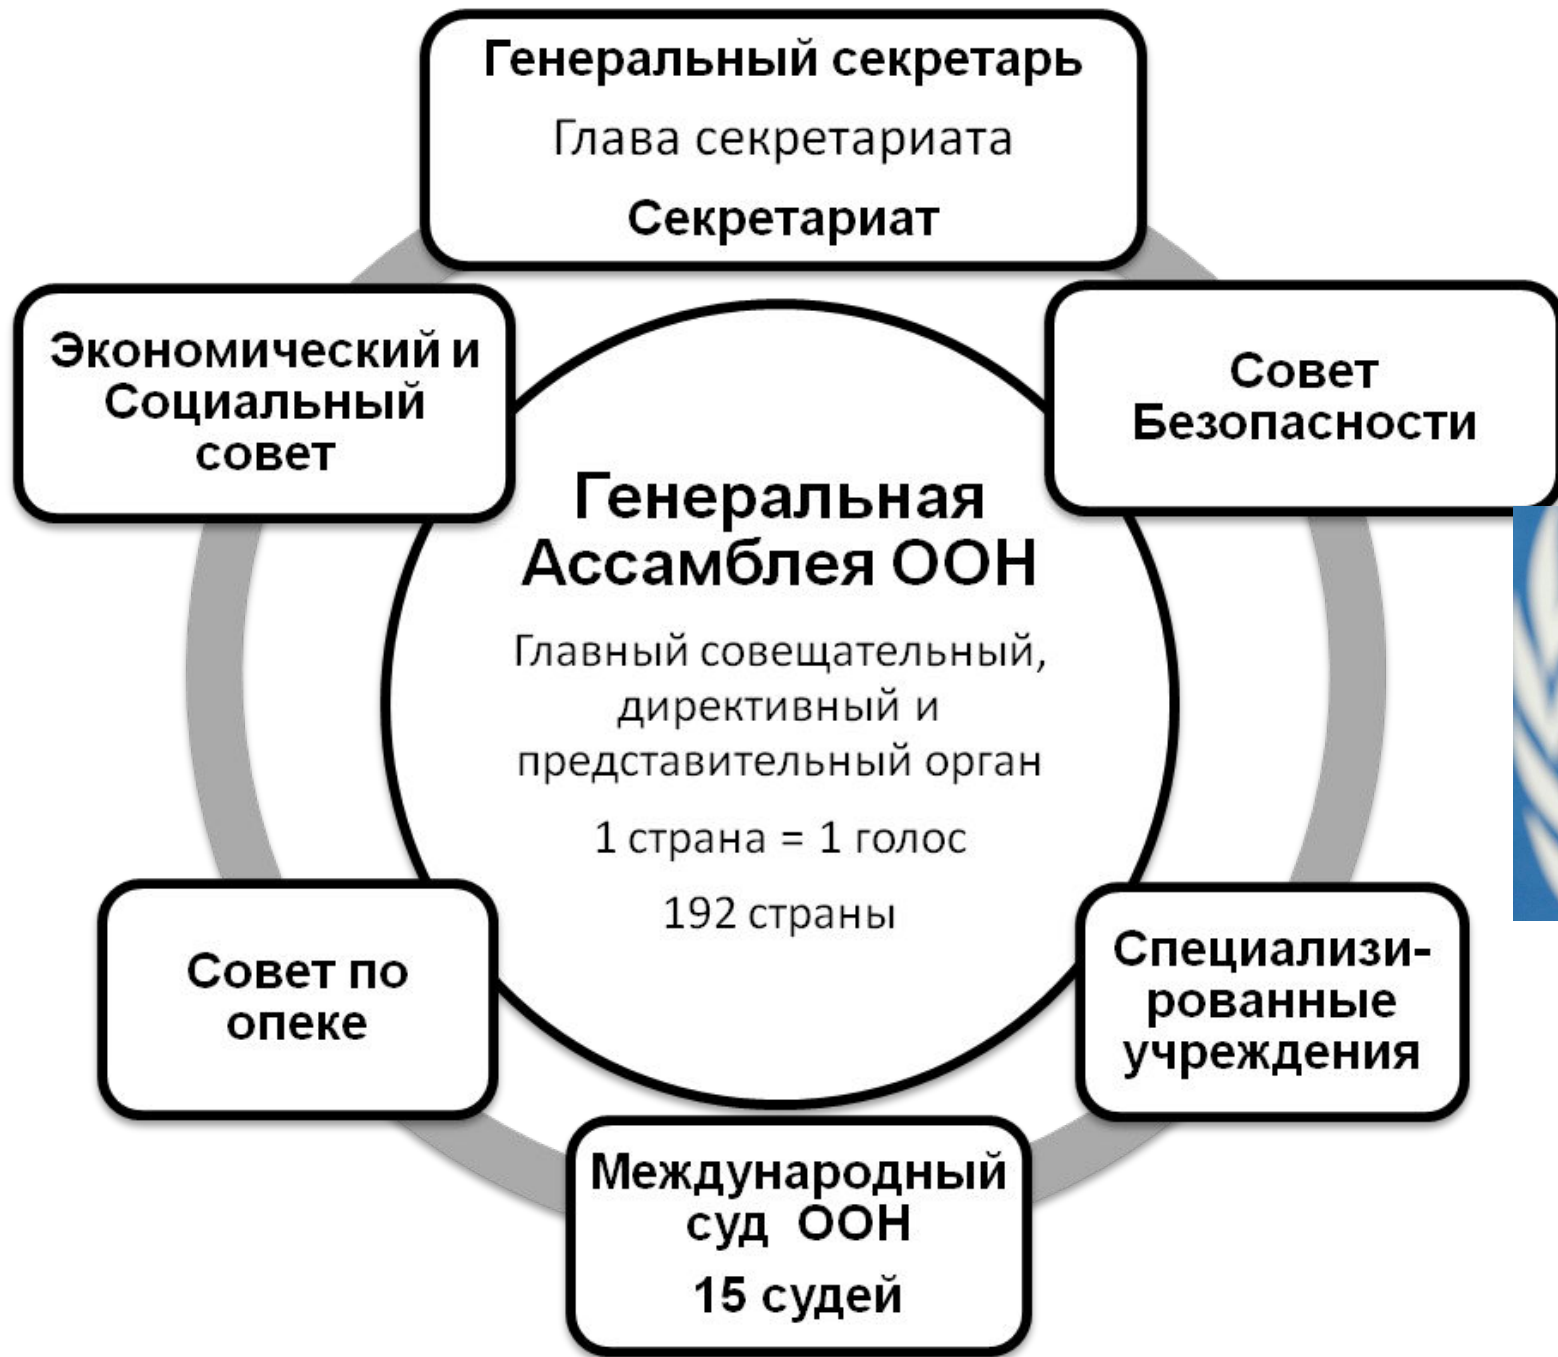 Генеральный секретарь
Глава секретариата
Секретариат
Экономический и
Социальный
совет
Совет
Безопасности
Генеральная
Ассамблея ООН
Главный совещательный,
директивный и
представительный орган
1 страна = 1 голос
192 страны
Совет по
опеке
Специализи-
рованные
учреждения
Международный
суд ООН
15 судей